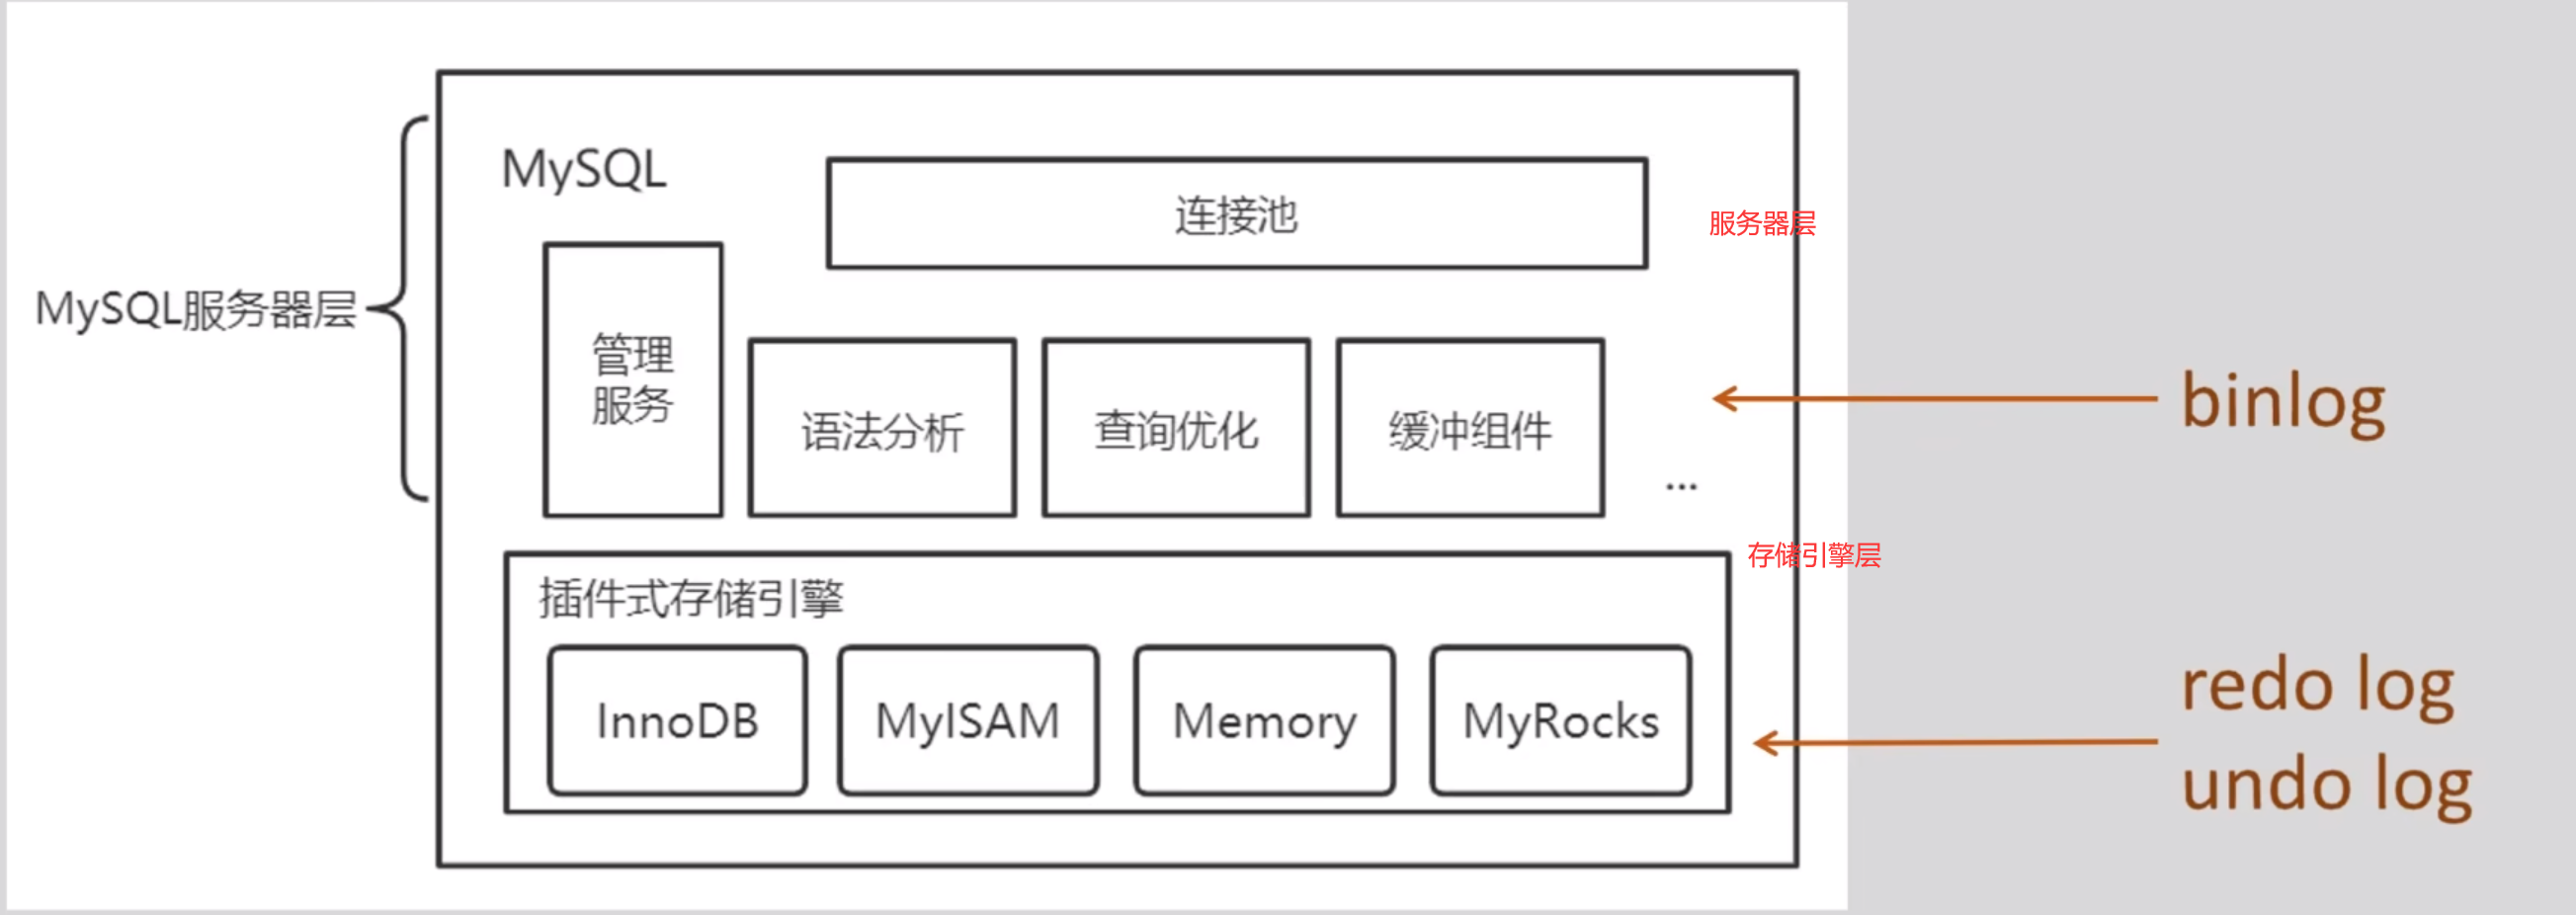 MySQL
连接池
服务器层
MySQL服务器层
管理
服务
语法分析
查询优化
缓冲组件
...
binlog
存储引擎层
插件式存储引擎
InnoDB
MyISAM
Memory
MyRocks
redo log
undo log